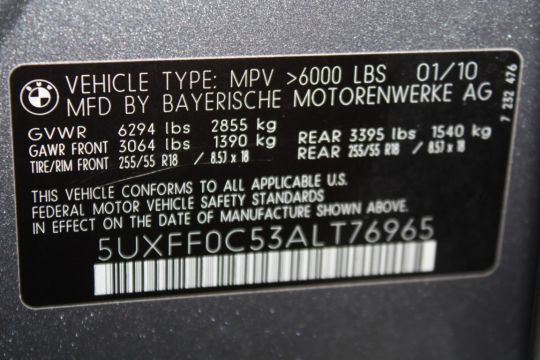 BMW
VEHICLE TYPE: MPV >6000 LBS 01/10
MFD BY BAYERISCHE MOTORENWERKE AG
GVWR 6294 lbs 2855 kg
GAWR FRONT 3064 lbs 1390 kg REAR 3395 lbs 1540 kg
TIRE/RIM FRONT 255/55 R18 / 8.5J x 18 REAR 255/55 R18 / 8.5J x 18
THIS VEHICLE CONFORMS TO ALL APPLICABLE U.S.
FEDERAL MOTOR VEHICLE SAFETY STANDARDS
IN EFFECT ON THE DATE OF MANUFACTURE SHOWN ABOVE.
5UXFF0C53ALT76965
7 232 476